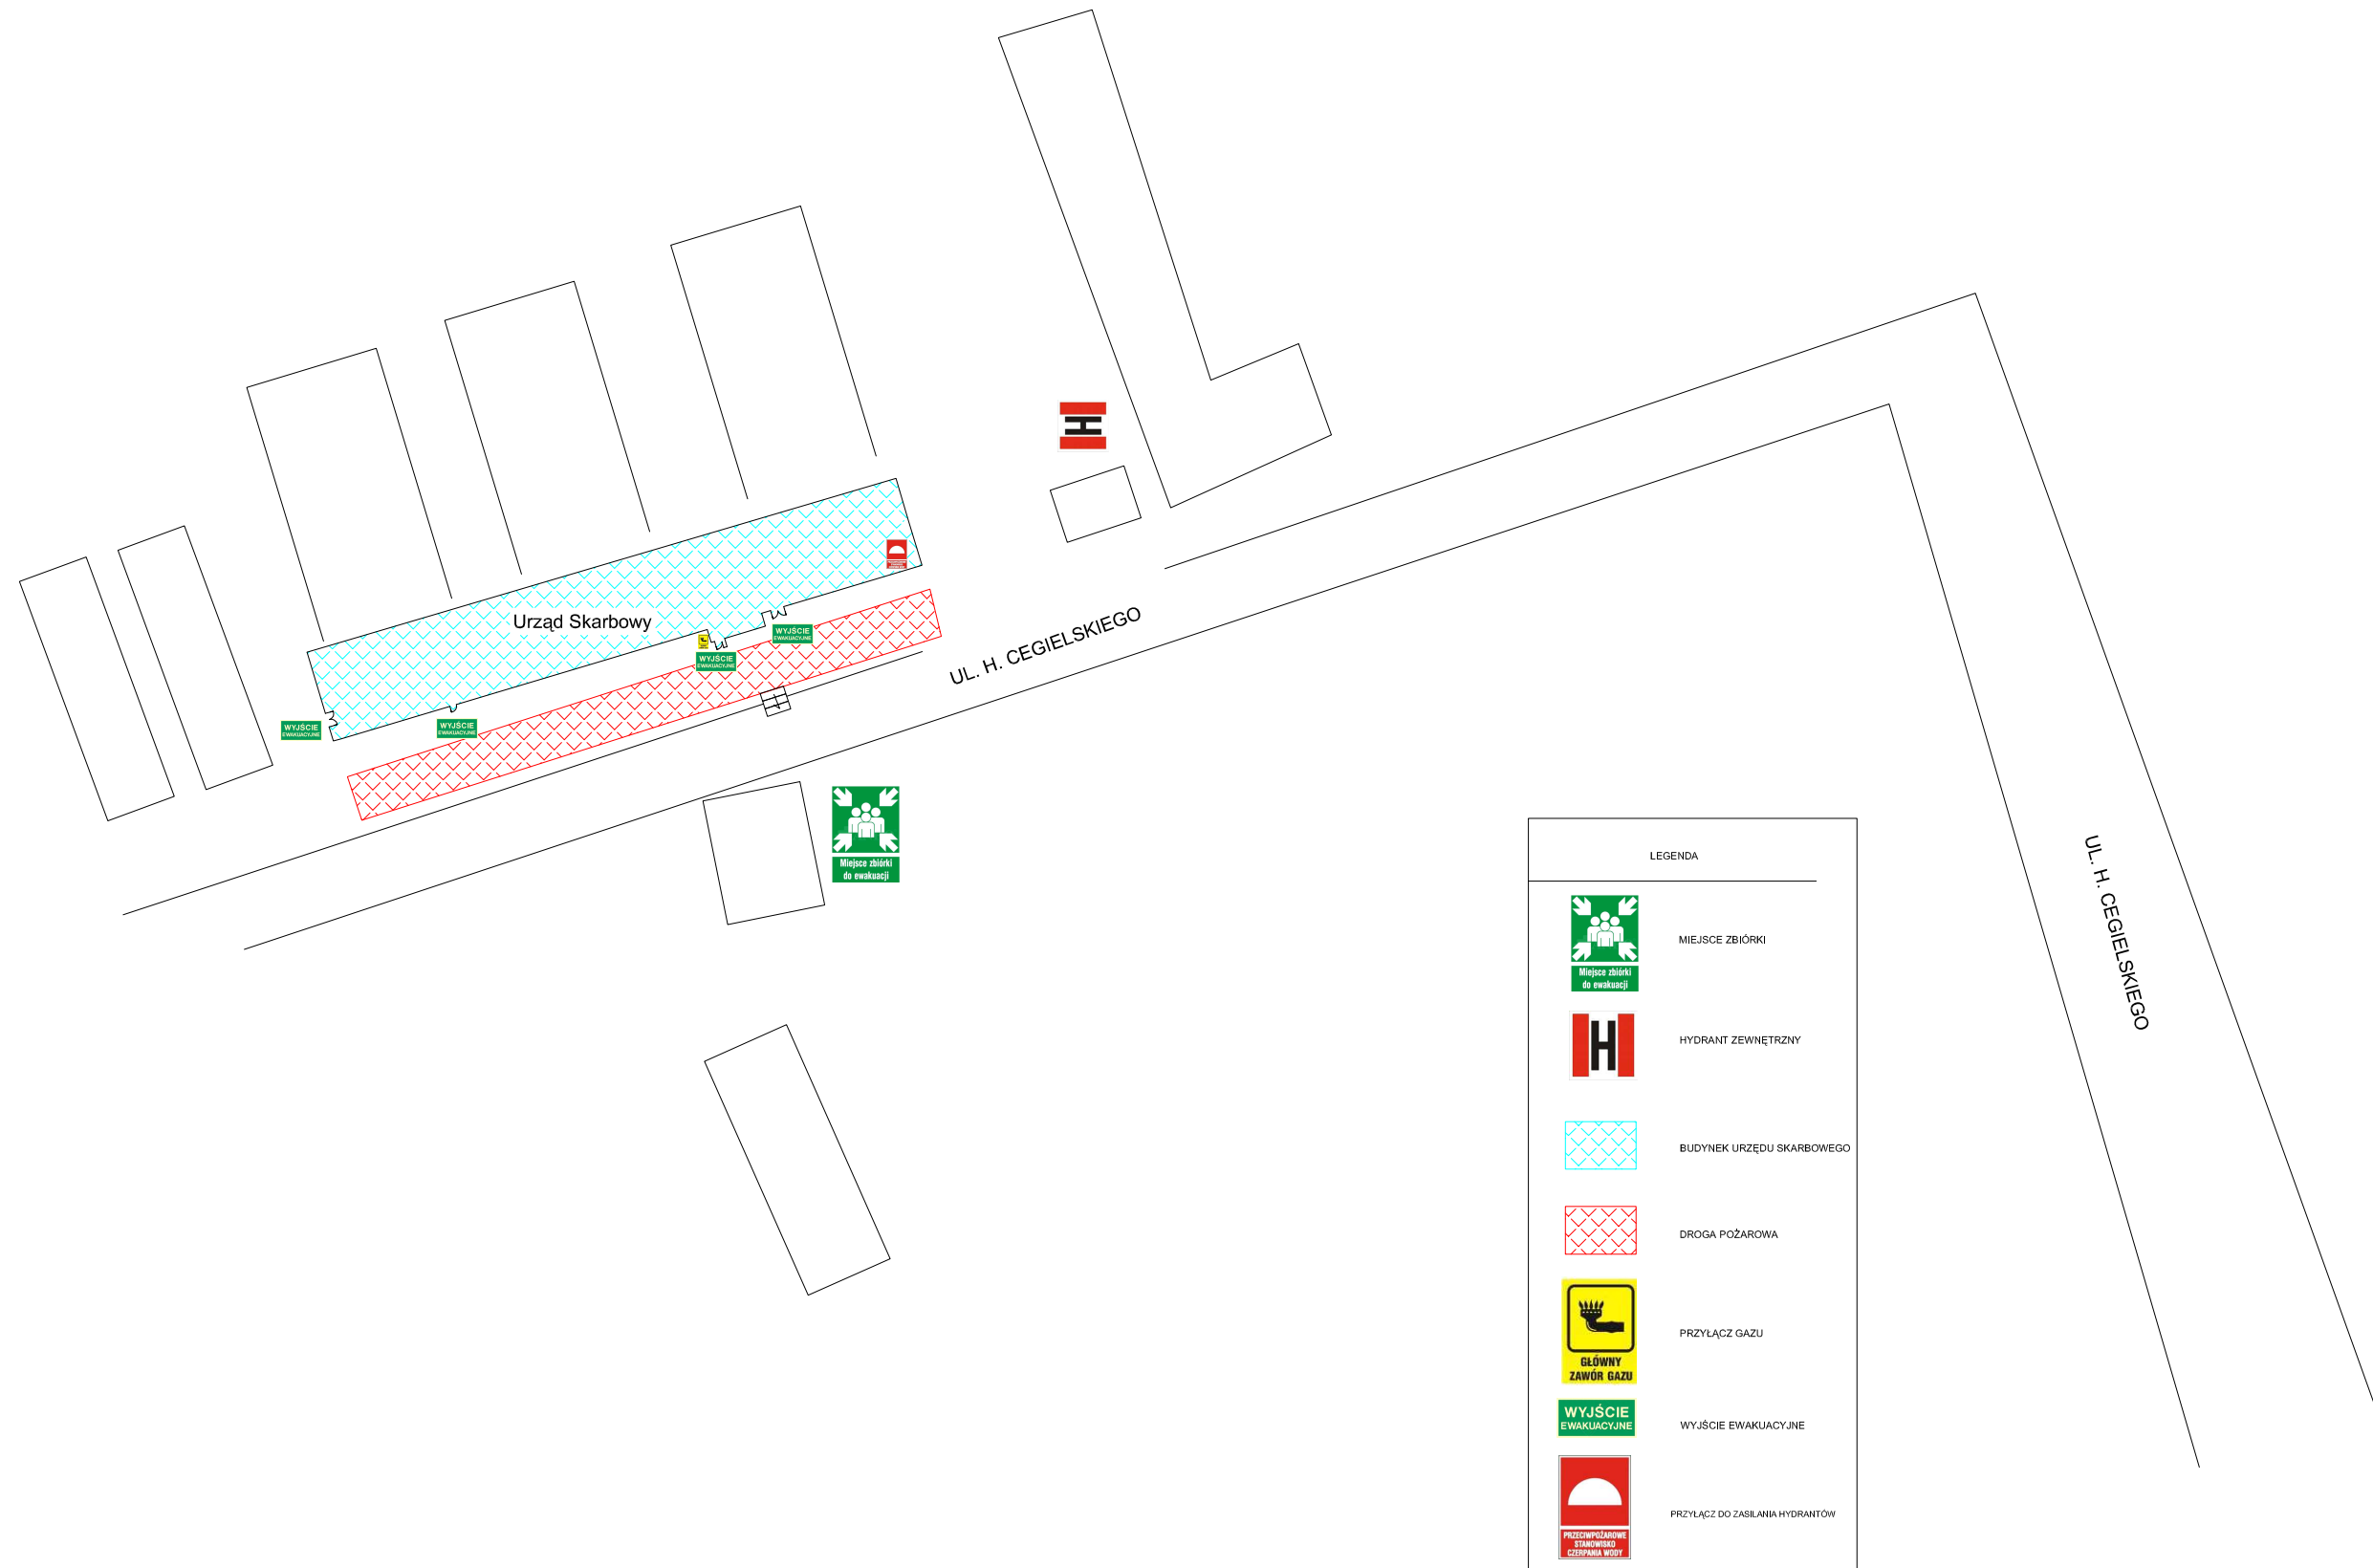 Urząd Skarbowy
WYJŚCIE
EWAKUACYJNE
WYJŚCIE
EWAKUACYJNE
WYJŚCIE
EWAKUACYJNE
WYJŚCIE
EWAKUACYJNE
H
UL. H. CEGIELSKIEGO
Miejsce zbiórki
do ewakuacji
UL. H. CEGIELSKIEGO
LEGENDA
Miejsce zbiórki
do ewakuacji
MIEJSCE ZBIÓRKI
H
HYDRANT ZEWNĘTRZNY
BUDYNEK URZĘDU SKARBOWEGO
DROGA POŻAROWA
GŁÓWNY
ZAWÓR GAZU
PRZYŁĄCZ GAZU
WYJŚCIE
EWAKUACYJNE
WYJŚCIE EWAKUACYJNE
PRZECIWPOŻAROWE
STANOWISKO
CZERPANIA WODY
PRZYŁĄCZ DO ZASILANIA HYDRANTÓW